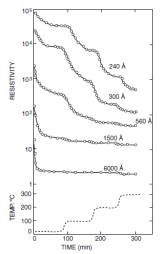 10⁵
10⁴
10³
10²
10
1
RESISTIVITY
240 Å
300 Å
560 Å
1500 Å
6000 Å
TEMP. °C
300
200
100
0
0
100
200
300
TIME (min)